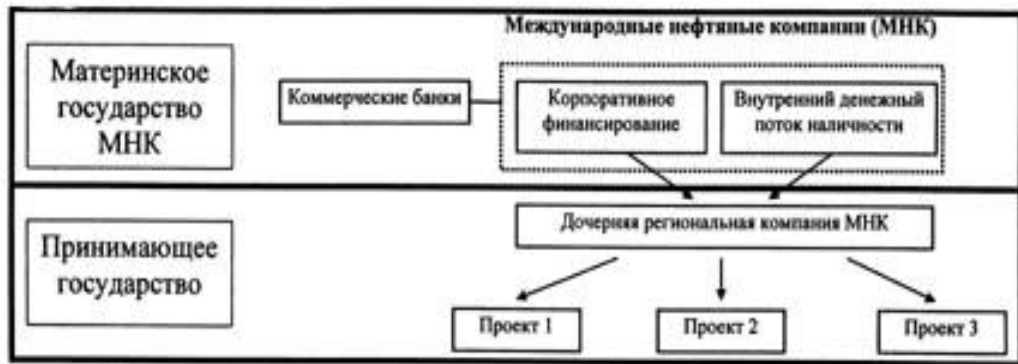 Международные нефтяные компании (МНК)
Материнское
государство
МНК
Коммерческие банки
Корпоративное
финансирование
Внутренний денежный
поток наличности
Принимающее
государство
Дочерняя региональная компания МНК
Проект 1
Проект 2
Проект 3